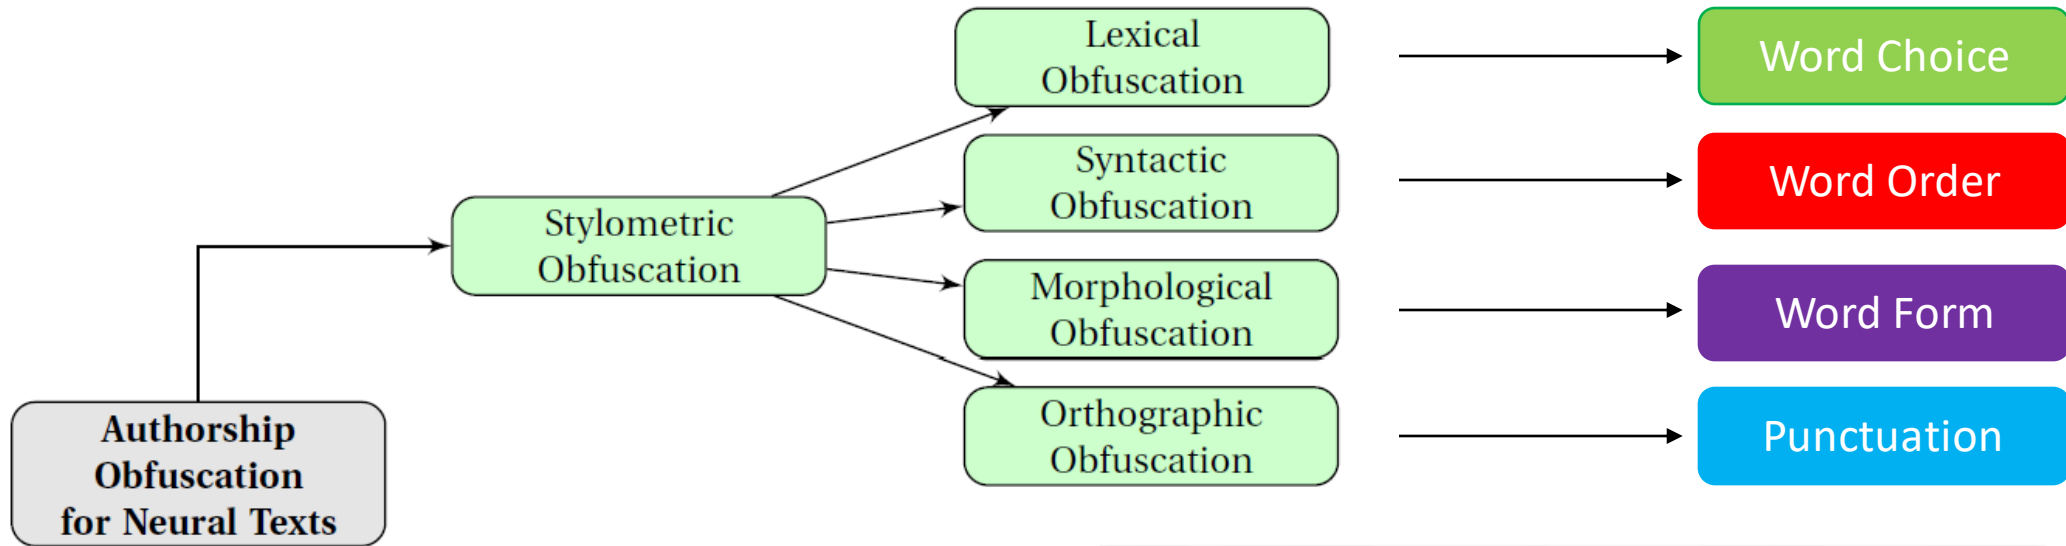 Lexical
Obfuscation
Word Choice
Syntactic
Obfuscation
Word Order
Stylometric
Obfuscation
Morphological
Obfuscation
Word Form
Orthographic
Obfuscation
Punctuation
Authorship
Obfuscation
for Neural Texts